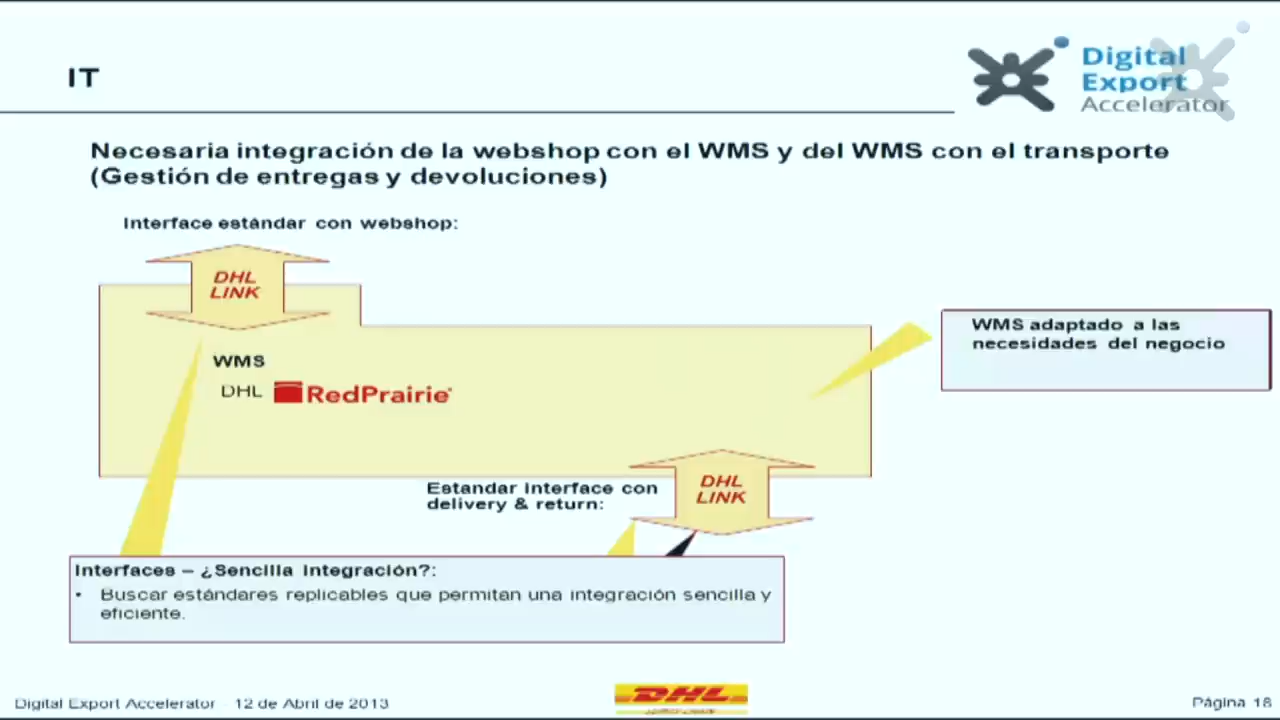 IT
Digital
Export
Accelerator
Necesaria integración de la webshop con el WMS y del WMS con el transporte
(Gestión de entregas y devoluciones)
Interface estándar con webshop:
DHL
LINK
WMS adaptado a las
necesidades del negocio
WMS
DHL RedPrairie
Estandar interface con
delivery & return:
DHL
LINK
Interfaces – ¿Sencilla Integración?:
• Buscar estándares replicables que permitan una integración sencilla y
eficiente.
Digital Export Accelerator - 12 de Abril de 2013
DHL
Página 18